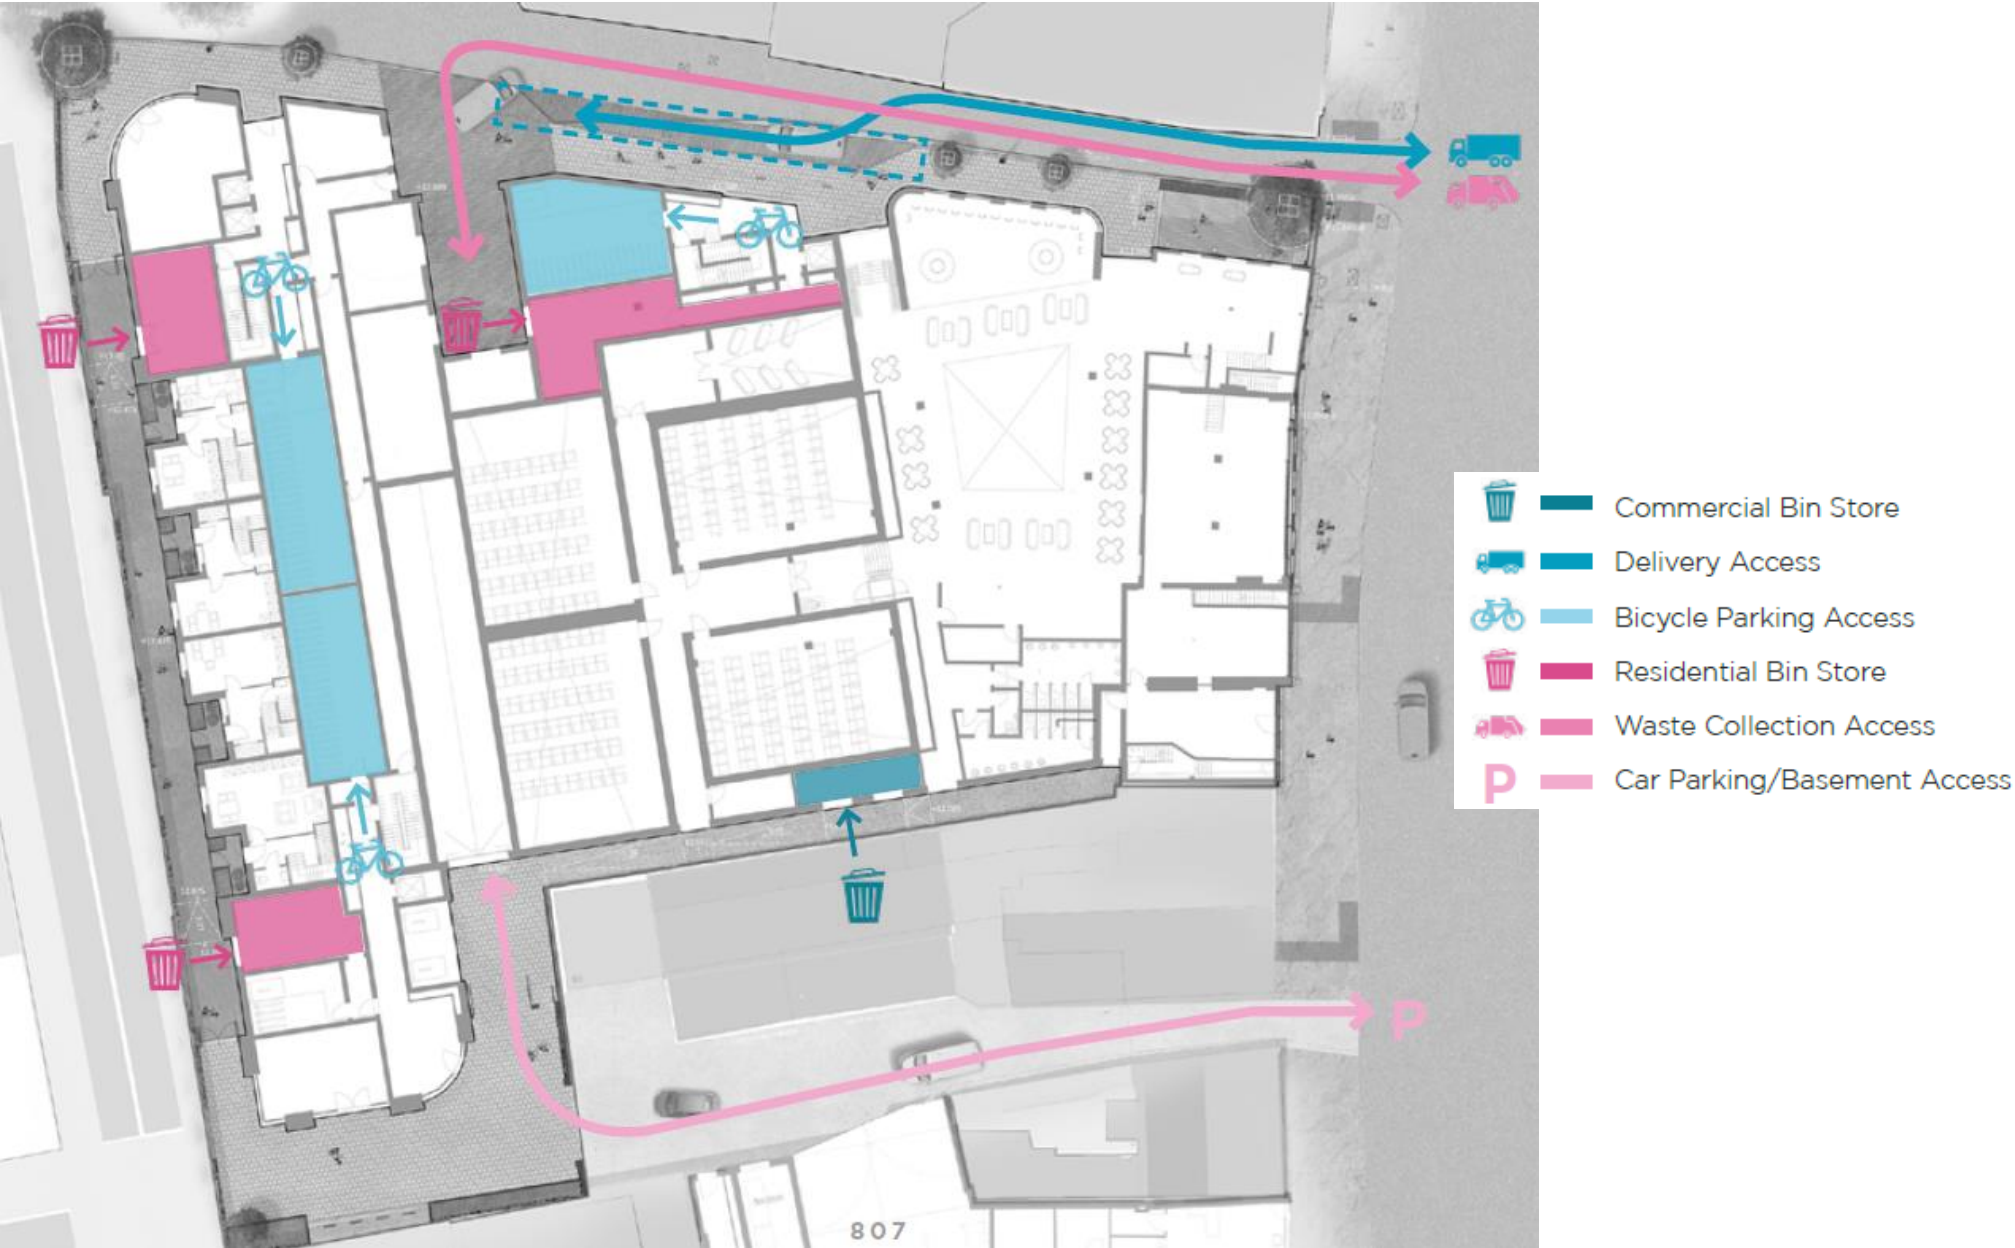 Commercial Bin Store
Delivery Access
Bicycle Parking Access
Residential Bin Store
Waste Collection Access
P Car Parking/Basement Access
P
807